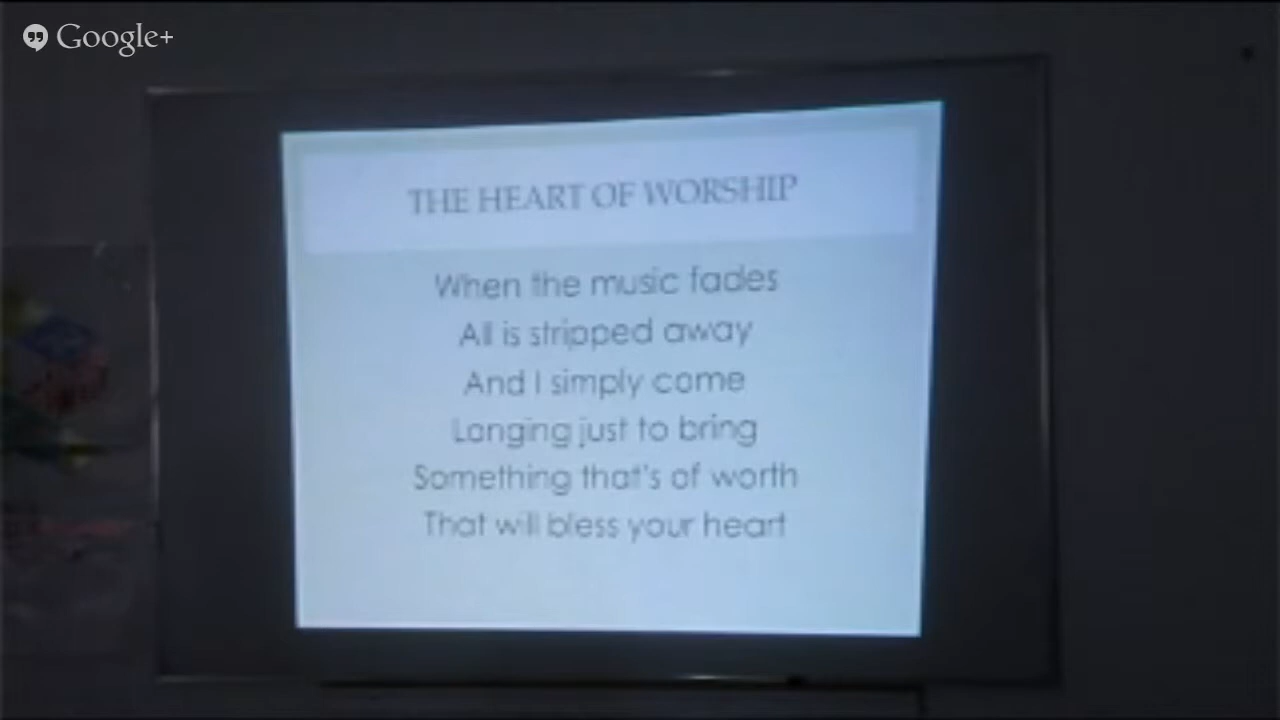 Google+
THE HEART OF WORSHIP
When the music fades
All is stripped away
And I simply come
Longing just to bring
Something that's of worth
That will bless your heart